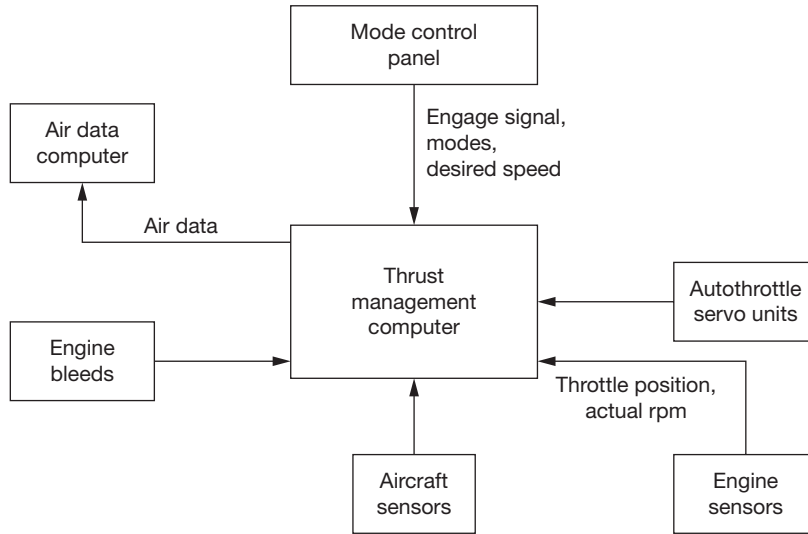 Mode control
panel
Air data
computer
Engage signal,
modes,
desired speed
Air data
Thrust
management
computer
Autothrottle
servo units
Engine
bleeds
Throttle position,
actual rpm
Aircraft
sensors
Engine
sensors